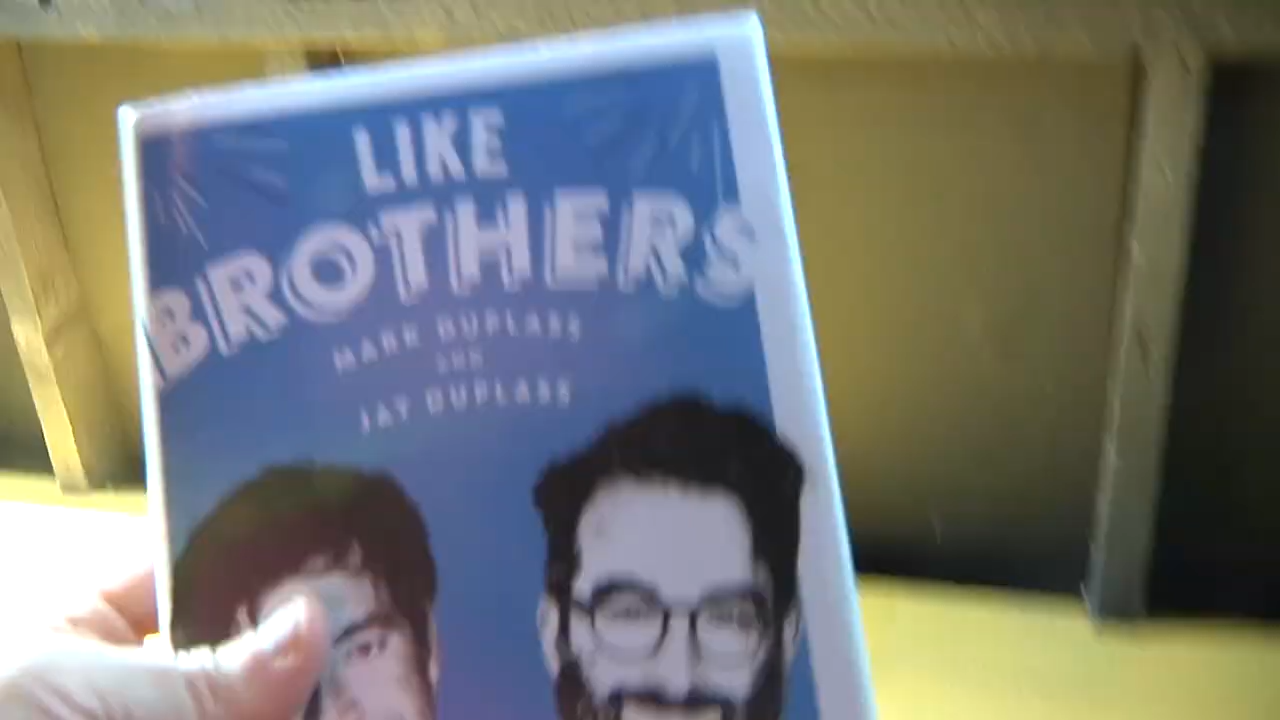 LIKE
BROTHERS
MARK DUPLASS
AND
JAY DUPLASS